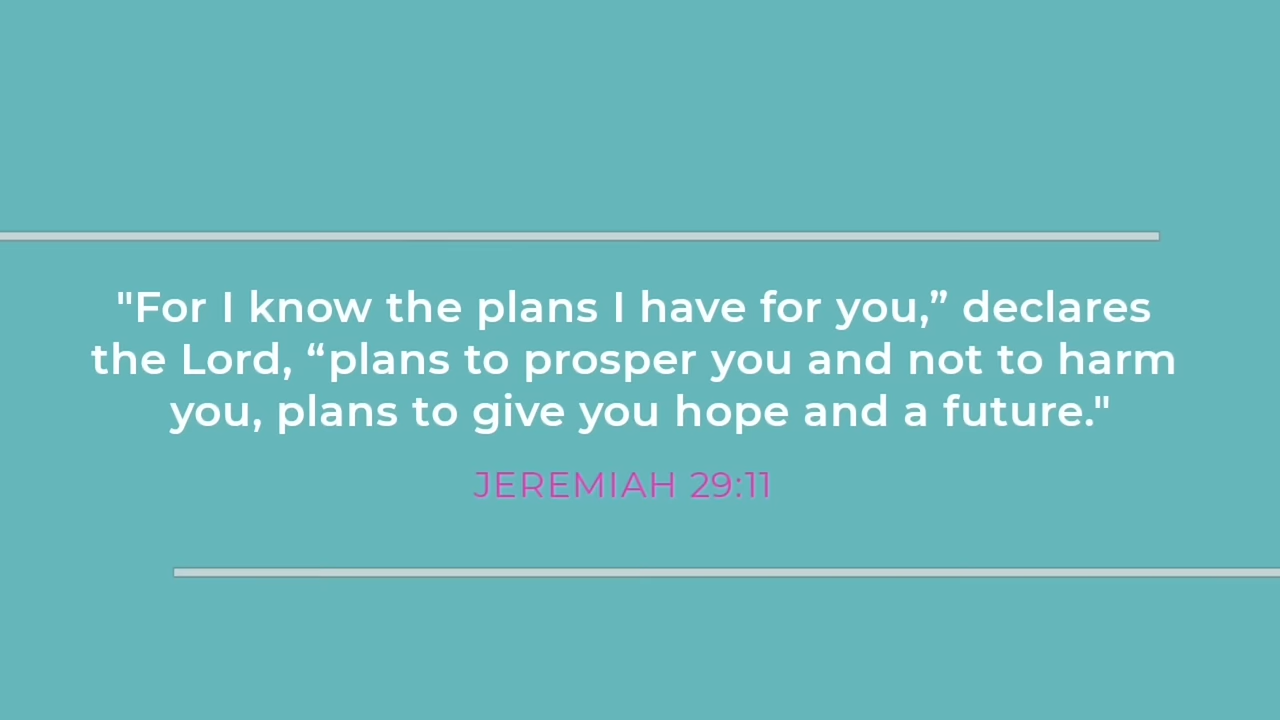 "For I know the plans I have for you,” declares
the Lord, “plans to prosper you and not to harm
you, plans to give you hope and a future."
JEREMIAH 29:11